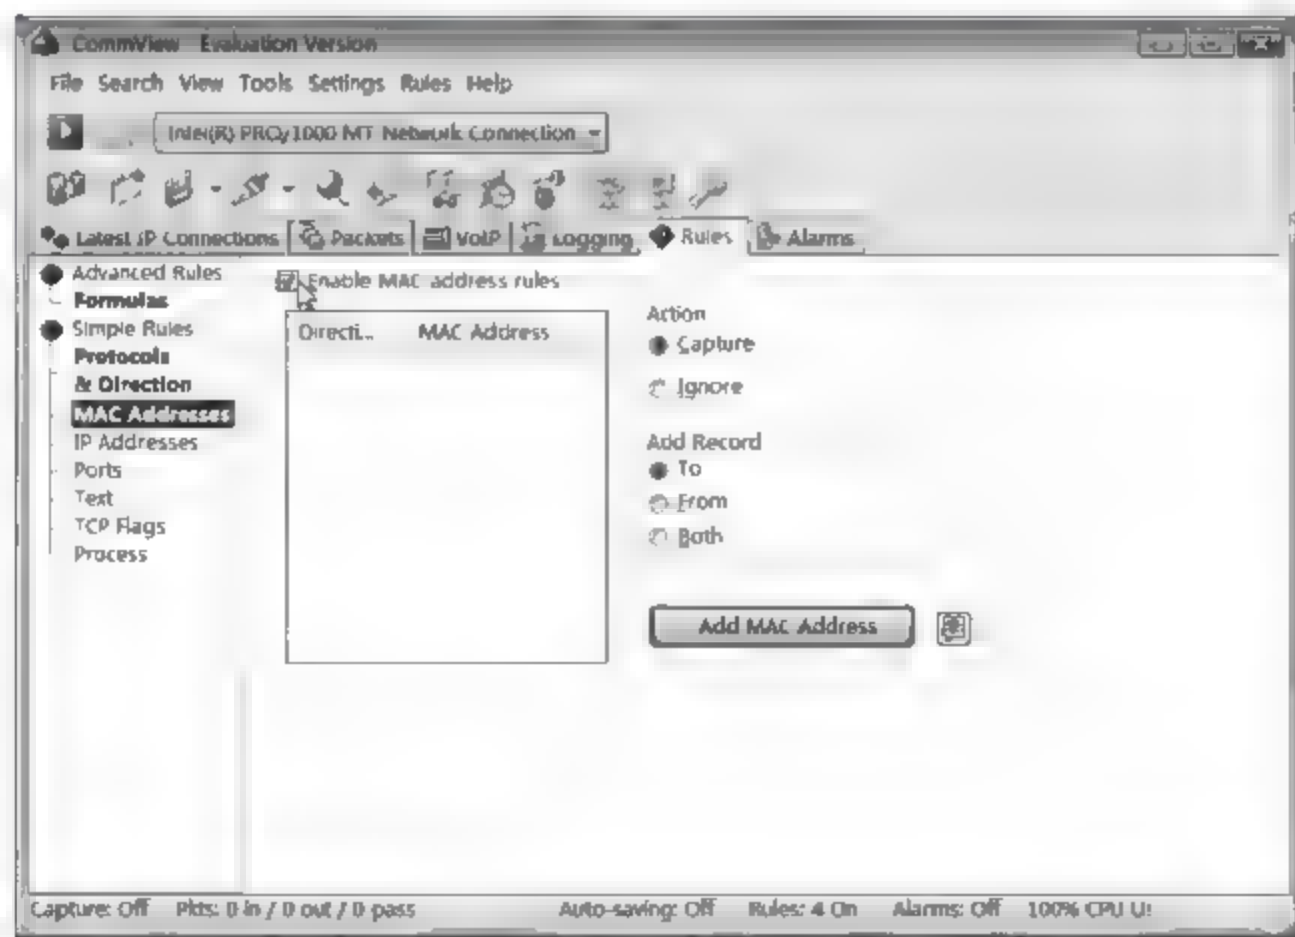 CommView Evaluation Version
File Search View Tools Settings Rules Help
Intel(R) PRO/1000 MT Network Connection
Latest IP Connections Packets VoIP Logging Rules Alarms
Advanced Rules
Formulas
Simple Rules
Protocols
& Direction
MAC Addresses
IP Addresses
Ports
Text
TCP Flags
Process
Enable MAC address rules
Directi... MAC Address
Action
Capture
Ignore
Add Record
To
From
Both
Add MAC Address
Capture: Off Pkts: 0 in / 0 out / 0 pass Auto-saving: Off Rules: 4 On Alarms: Off 100% CPU U